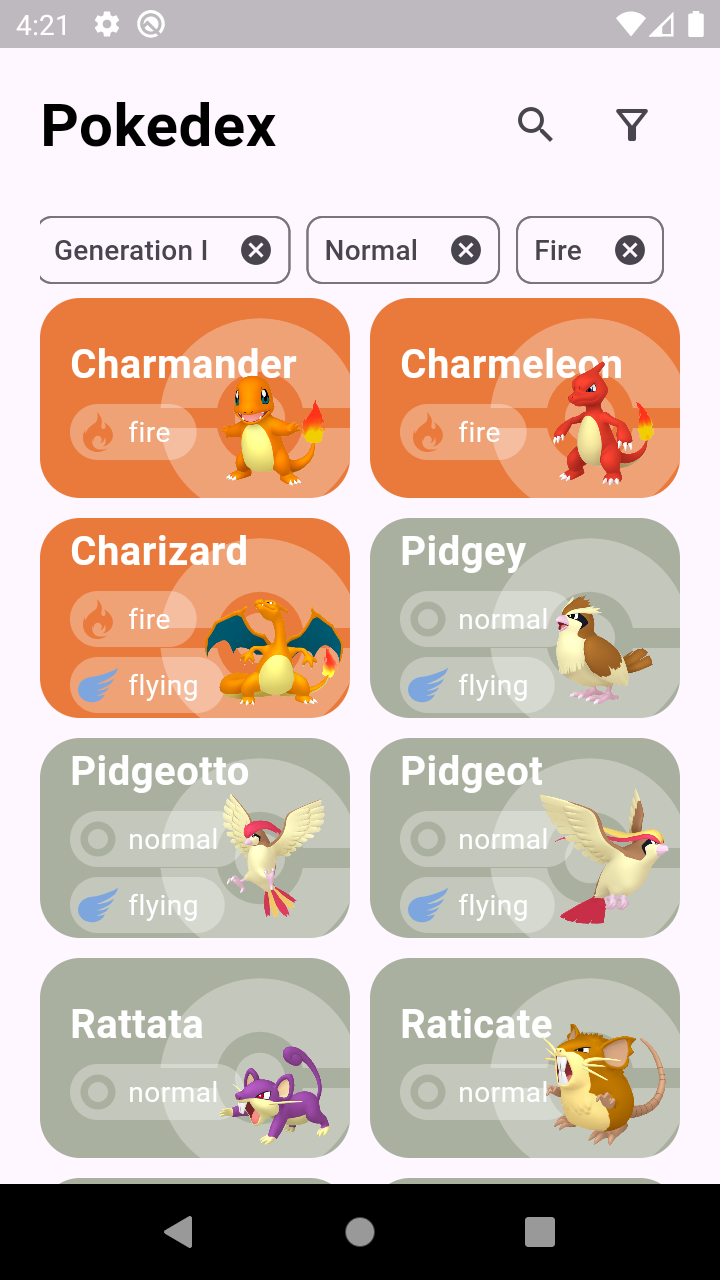 4:21
Pokedex
Generation I
Normal
Fire
Charmander
fire
Charmeleon
fire
Charizard
fire
flying
Pidgey
normal
flying
Pidgeotto
normal
flying
Pidgeot
normal
flying
Rattata
normal
Raticate
normal